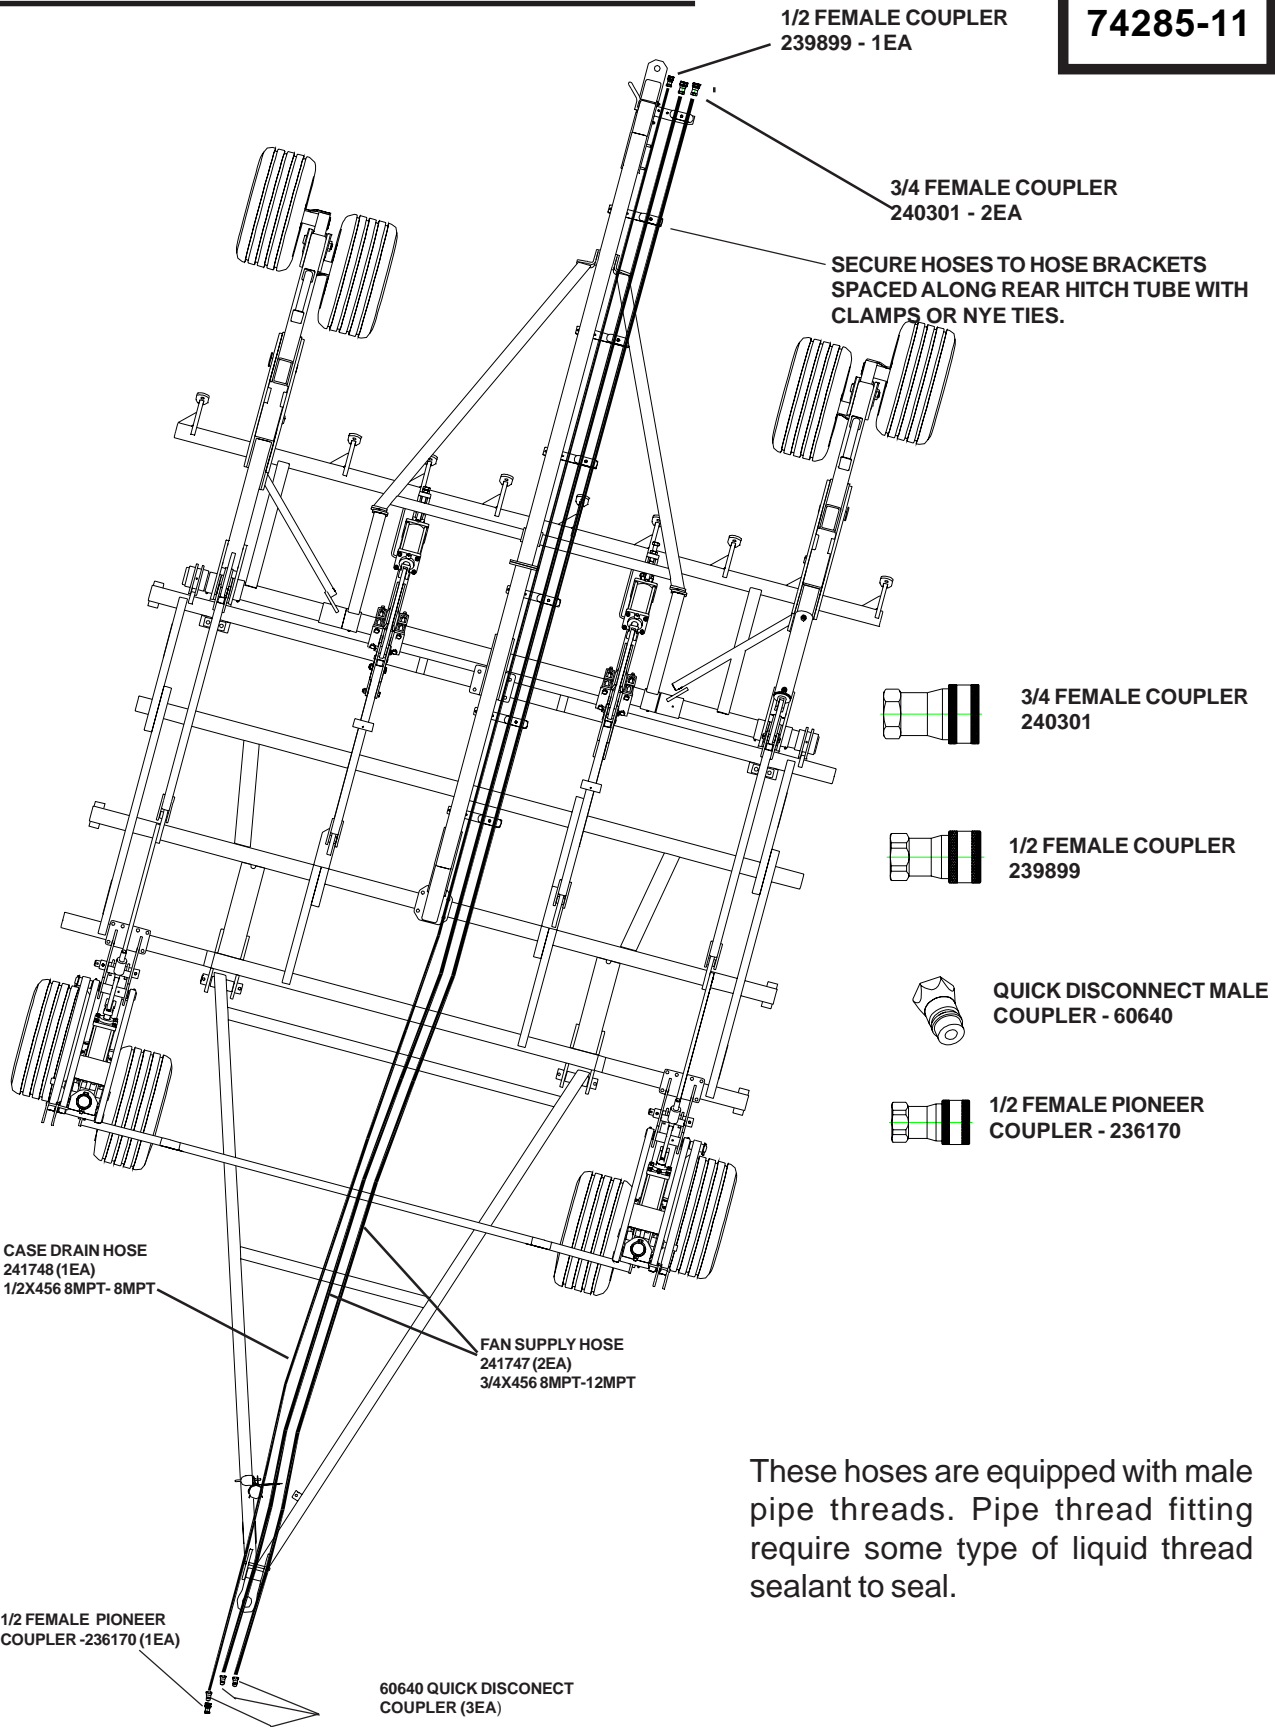 1/2 FEMALE COUPLER
239899 - 1EA
74285-11
3/4 FEMALE COUPLER
240301 - 2EA
SECURE HOSES TO HOSE BRACKETS
SPACED ALONG REAR HITCH TUBE WITH
CLAMPS OR NYE TIES.
3/4 FEMALE COUPLER
240301
1/2 FEMALE COUPLER
239899
QUICK DISCONNECT MALE
COUPLER - 60640
1/2 FEMALE PIONEER
COUPLER - 236170
CASE DRAIN HOSE
241748 (1EA)
1/2X456 8MPT- 8MPT
FAN SUPPLY HOSE
241747 (2EA)
3/4X456 8MPT-12MPT
These hoses are equipped with male
pipe threads. Pipe thread fitting
require some type of liquid thread
sealant to seal.
1/2 FEMALE PIONEER
COUPLER -236170 (1EA)
60640 QUICK DISCONECT
COUPLER (3EA)